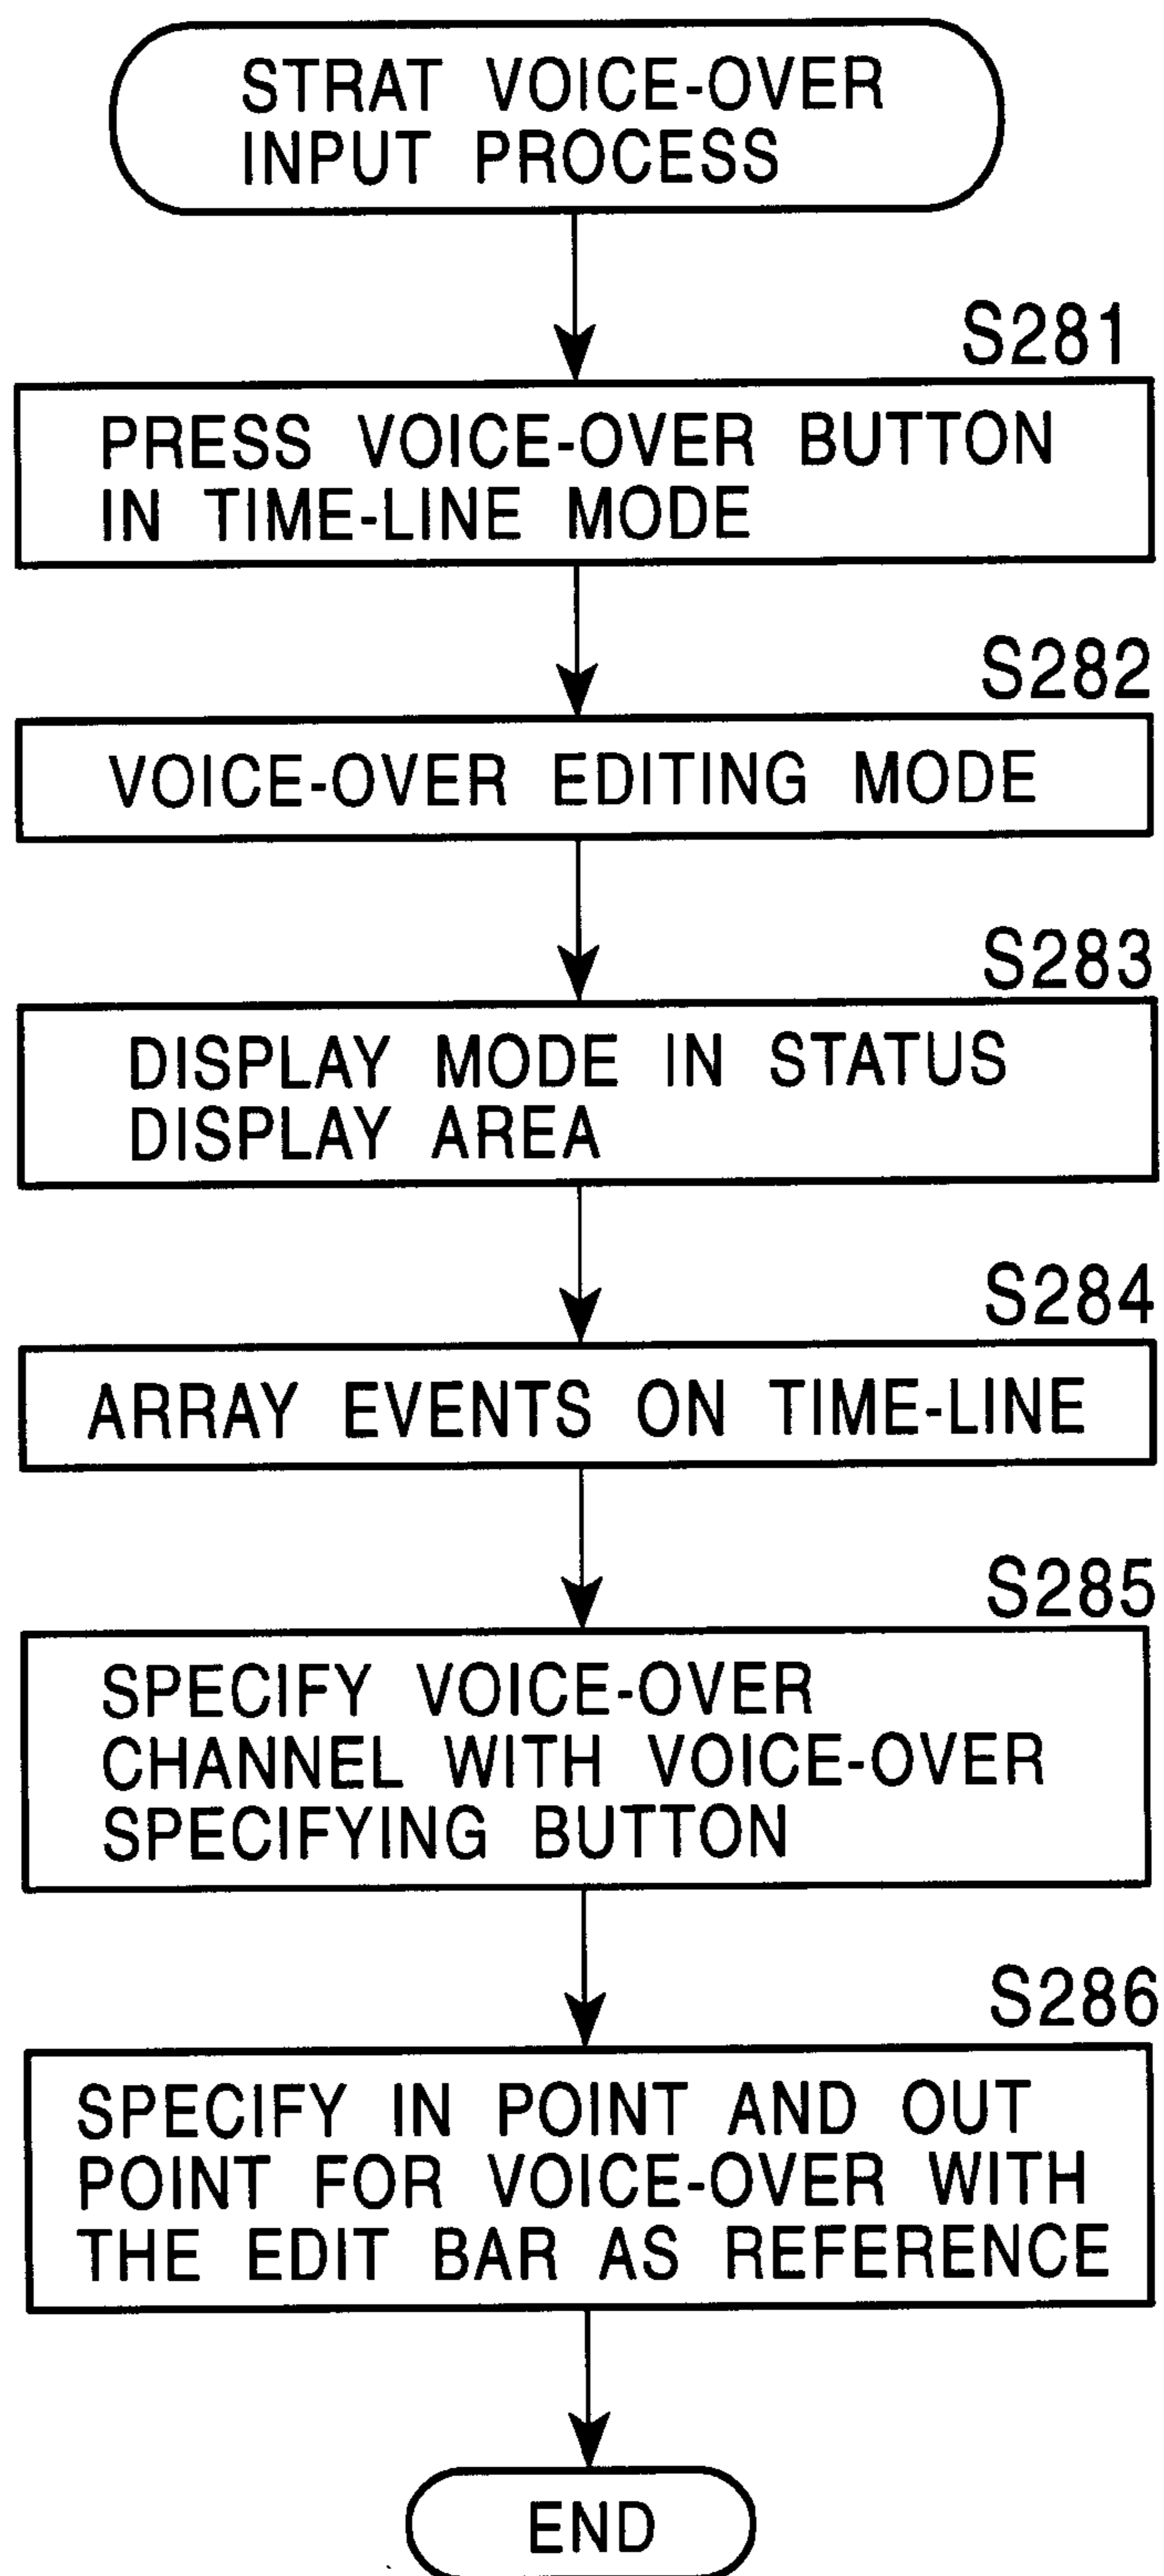 STRAT VOICE-OVER
INPUT PROCESS
S281
PRESS VOICE-OVER BUTTON
IN TIME-LINE MODE
S282
VOICE-OVER EDITING MODE
S283
DISPLAY MODE IN STATUS
DISPLAY AREA
S284
ARRAY EVENTS ON TIME-LINE
S285
SPECIFY VOICE-OVER
CHANNEL WITH VOICE-OVER
SPECIFYING BUTTON
S286
SPECIFY IN POINT AND OUT
POINT FOR VOICE-OVER WITH
THE EDIT BAR AS REFERENCE
END